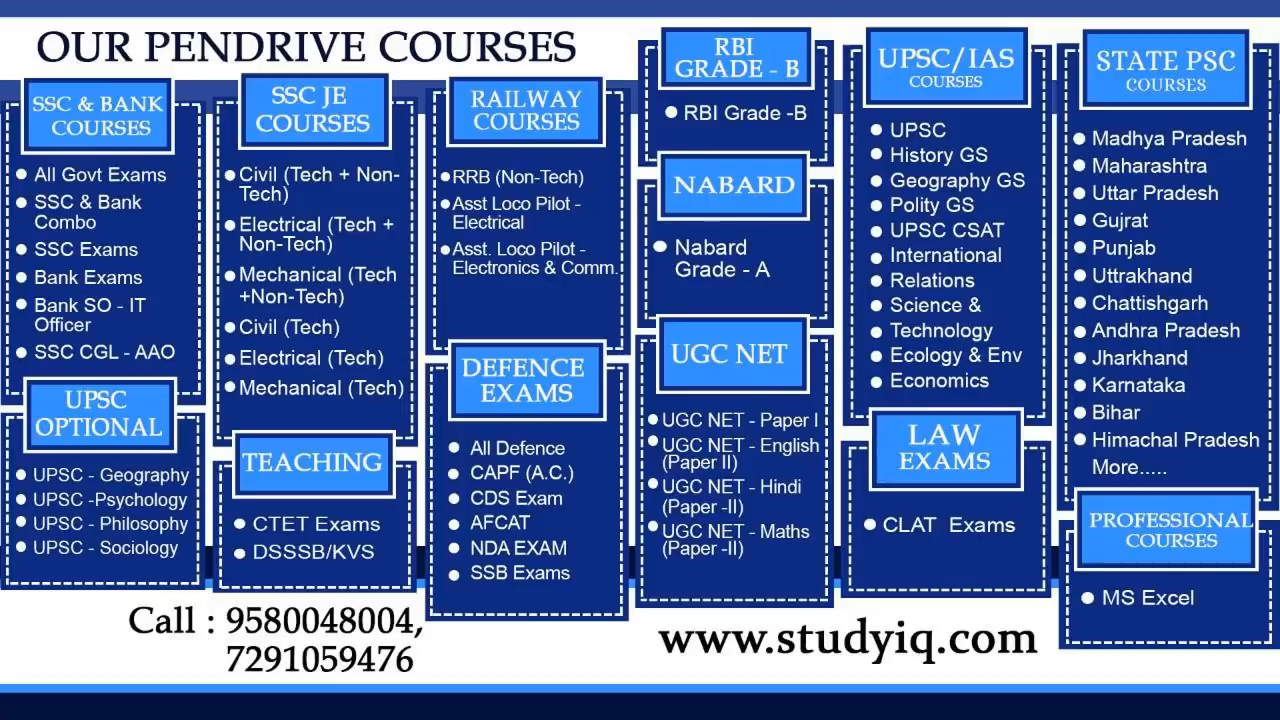 OUR PENDRIVE COURSES
SSC & BANK
COURSES
All Govt Exams
SSC & Bank
Combo
SSC Exams
Bank Exams
Bank SO - IT
Officer
SSC CGL - AAO
UPSC
OPTIONAL
UPSC - Geography
UPSC -Psychology
UPSC - Philosophy
UPSC - Sociology
SSC JE
COURSES
Civil (Tech + Non-
Tech)
Electrical (Tech +
Non-Tech)
Mechanical (Tech
+Non-Tech)
Civil (Tech)
Electrical (Tech)
Mechanical (Tech)
TEACHING
CTET Exams
DSSSB/KVS
RAILWAY
COURSES
RRB (Non-Tech)
Asst Loco Pilot -
Electrical
Asst. Loco Pilot -
Electronics & Comm.
DEFENCE
EXAMS
All Defence
CAPF (A.C.)
CDS Exam
AFCAT
NDA EXAM
SSB Exams
RBI
GRADE - B
RBI Grade -B
NABARD
Nabard
Grade - A
UGC NET
UGC NET - Paper I
UGC NET - English
(Paper II)
UGC NET - Hindi
(Paper -II)
UGC NET - Maths
(Paper -II)
UPSC/IAS
COURSES
UPSC
History GS
Geography GS
Polity GS
UPSC CSAT
International
Relations
Science &
Technology
Ecology & Env
Economics
LAW
EXAMS
CLAT Exams
STATE PSC
COURSES
Madhya Pradesh
Maharashtra
Uttar Pradesh
Gujrat
Punjab
Uttrakhand
Chattishgarh
Andhra Pradesh
Jharkhand
Karnataka
Bihar
Himachal Pradesh
More.....
PROFESSIONAL
COURSES
MS Excel
Call : 9580048004,
7291059476
www.studyiq.com